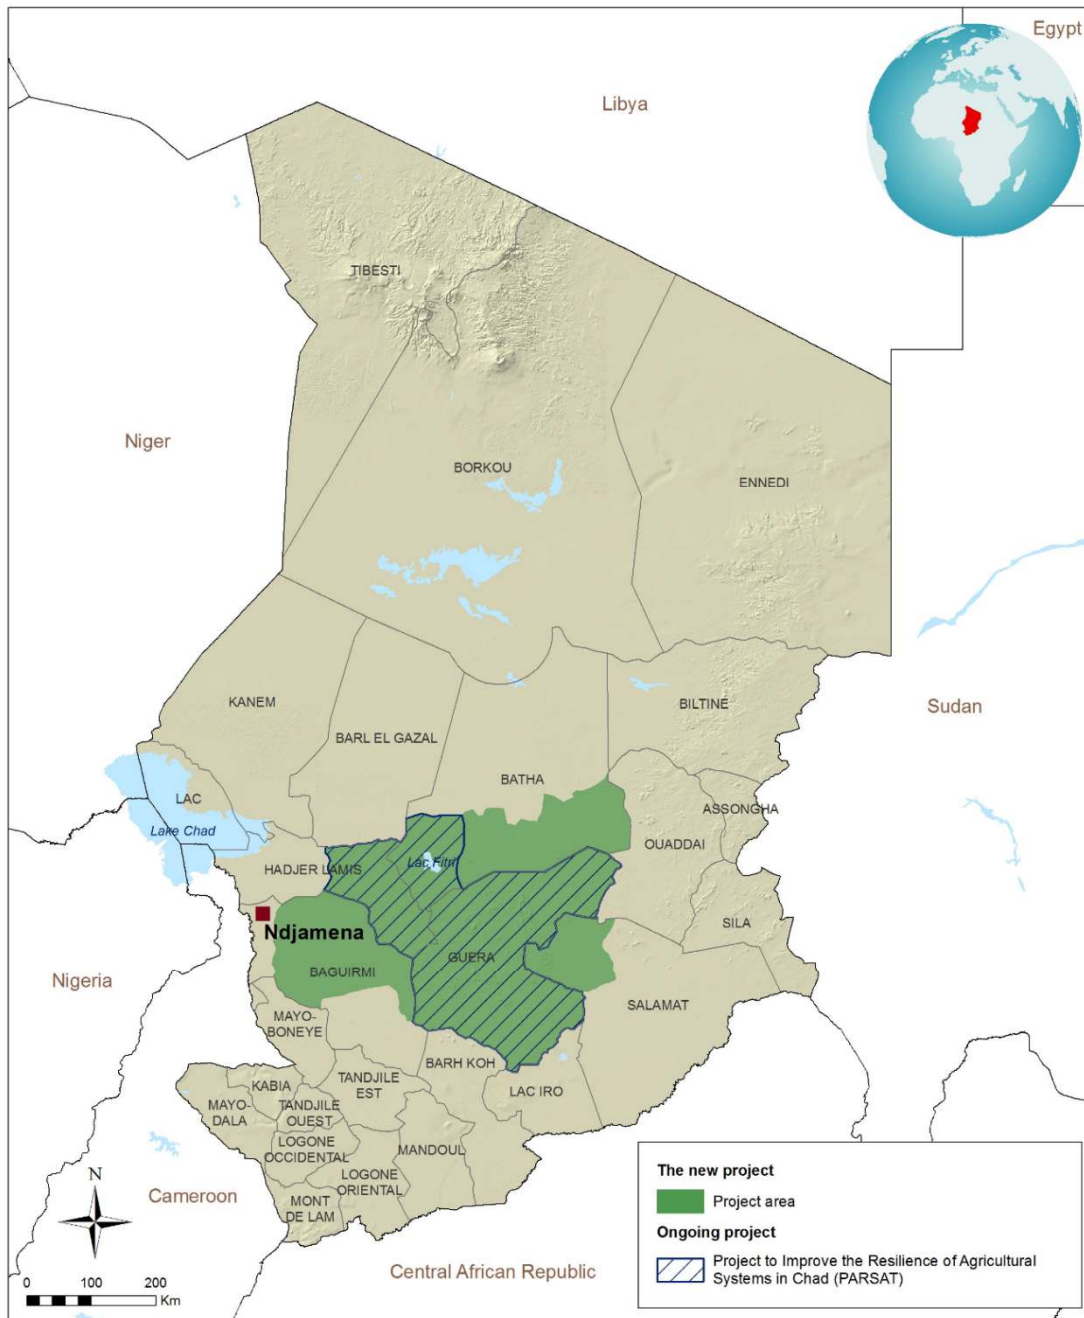 Egypt
Libya
TIBESTI
Niger
BORKOU
ENNEDI
KANEM
BILTINE
Sudan
BARL EL GAZAL
BATHA
LAC
ASSONGHA
Lake Chad
OUADDAI
HADJER LAMIS
Lac Fitri
Ndjamena
SILA
GUERA
BAGUIRMI
Nigeria
SALAMAT
MAYO-
BONEYE
BARH KOH
TANDJILE
EST
KABIA
LAC IRO
MAYO-
DALA
TANDJILE
OUEST
LOGONE
OCCIDENTAL
MANDOUL
LOGONE
ORIENTAL
MONT
DE LAM
Cameroon
Central African Republic
N
0 100 200
Km
The new project
Project area
Ongoing project
Project to Improve the Resilience of Agricultural
Systems in Chad (PARSAT)